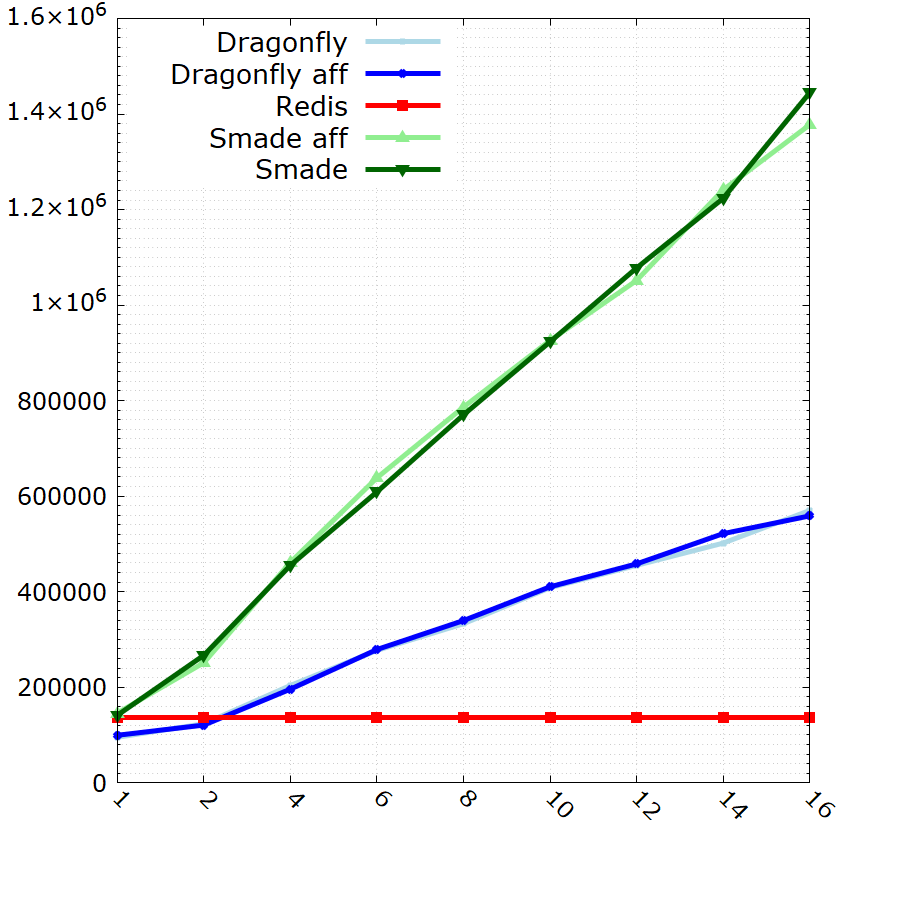 1.6×10⁶
1.4×10⁶
1.2×10⁶
1×10⁶
800000
600000
400000
200000
0
Dragonfly
Dragonfly aff
Redis
Smade aff
Smade
1 2 4 6 8 10 12 14 16